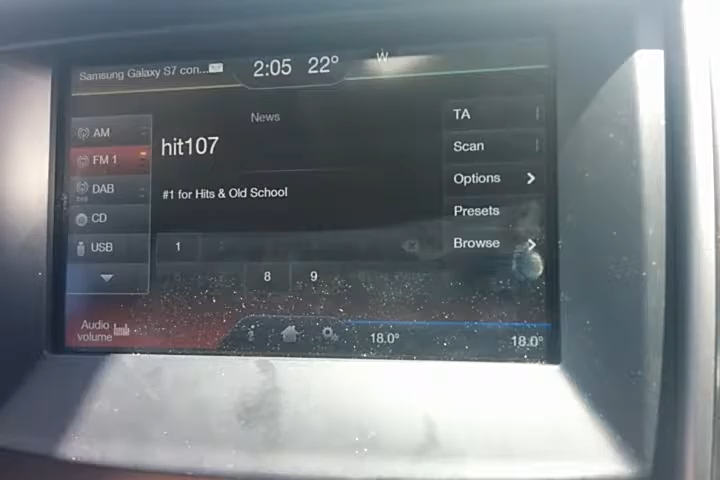 Samsung Galaxy S7 con...
2:05 22° W
News
hit107
#1 for Hits & Old School
AM
FM 1
DAB
CD
USB
TA
Scan
Options
Presets
Browse
1
8 9
Audio
volume
18.0° 18.0°